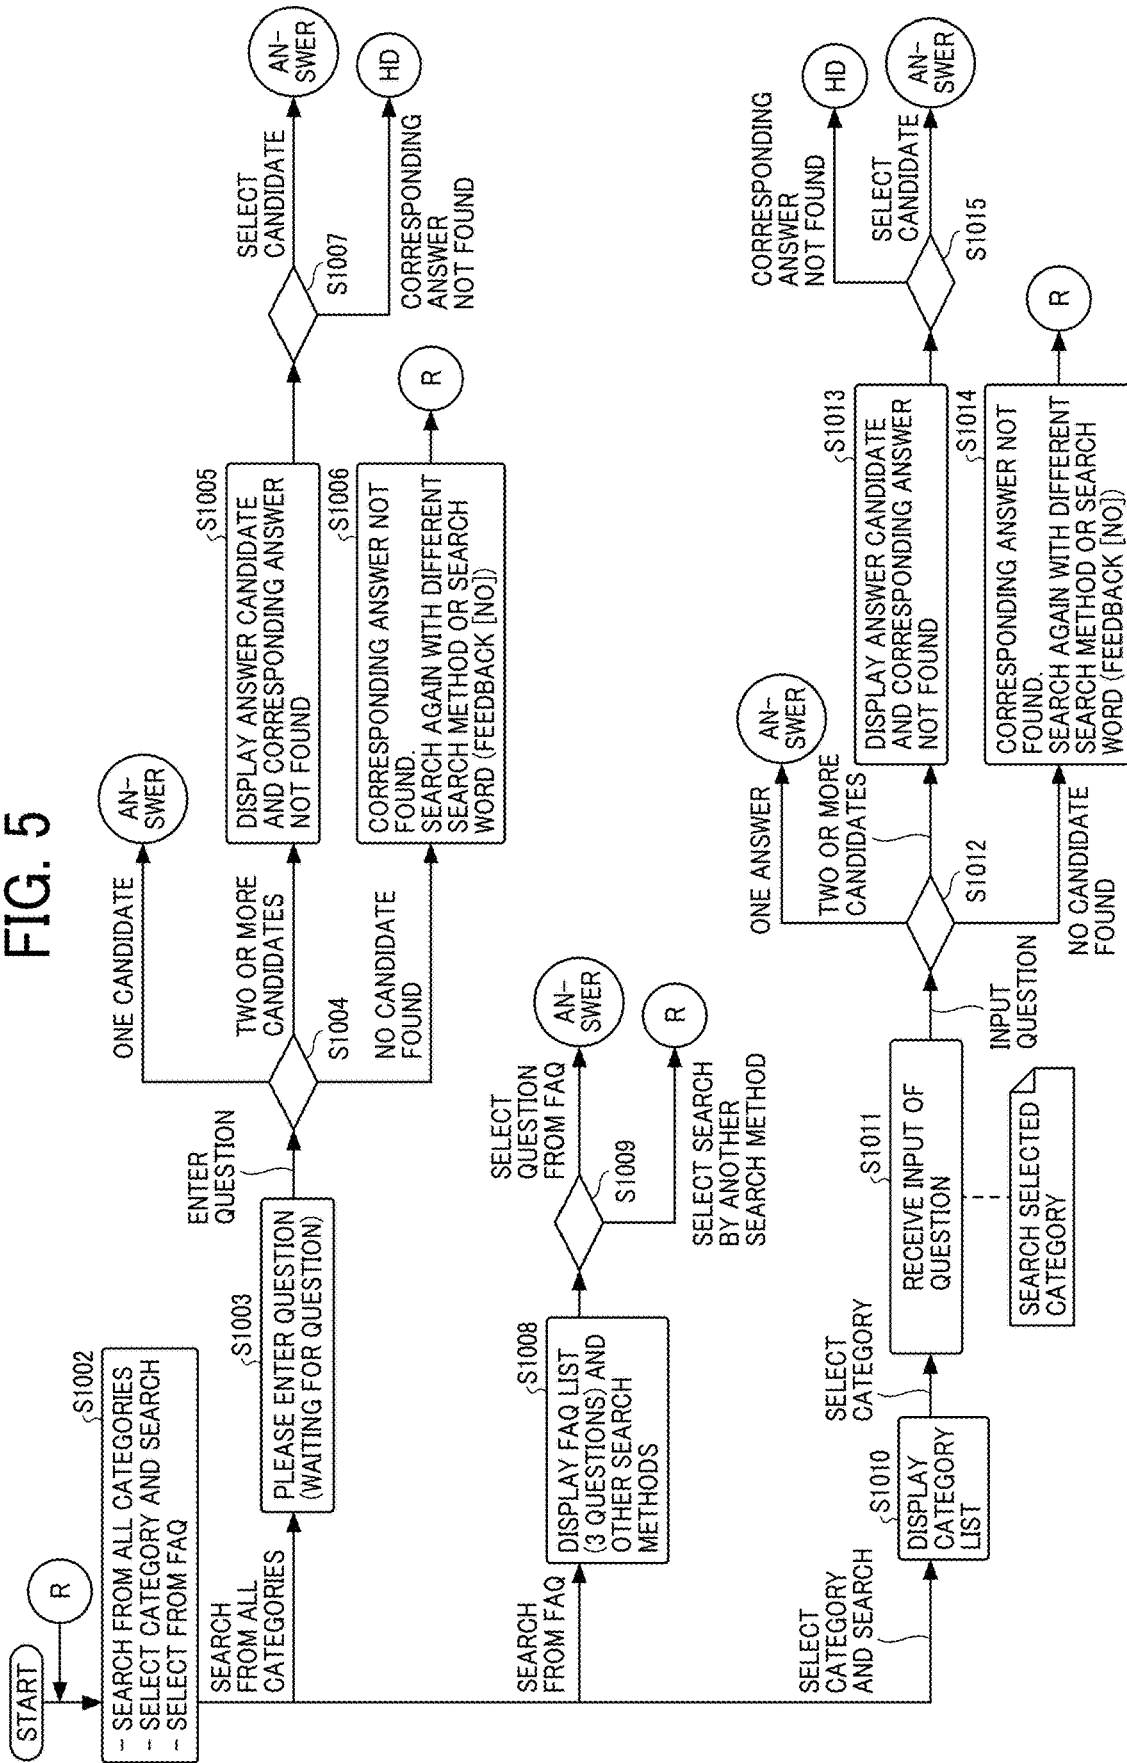 FIG. 5
START
R
S1002
– SEARCH FROM ALL CATEGORIES
– SELECT CATEGORY AND SEARCH
– SELECT FROM FAQ
SEARCH
FROM ALL
CATEGORIES
S1003
PLEASE ENTER QUESTION
(WAITING FOR QUESTION)
ENTER
QUESTION
S1004
ONE CANDIDATE
AN-
SWER
TWO OR MORE
CANDIDATES
S1005
DISPLAY ANSWER CANDIDATE
AND CORRESPONDING ANSWER
NOT FOUND
NO CANDIDATE
FOUND
S1006
CORRESPONDING ANSWER NOT
FOUND.
SEARCH AGAIN WITH DIFFERENT
SEARCH METHOD OR SEARCH
WORD (FEEDBACK [NO])
R
S1007
SELECT
CANDIDATE
AN-
SWER
CORRESPONDING
ANSWER
NOT FOUND
HD
SEARCH
FROM FAQ
S1008
DISPLAY FAQ LIST
(3 QUESTIONS) AND
OTHER SEARCH
METHODS
S1009
SELECT
QUESTION
FROM FAQ
AN-
SWER
SELECT SEARCH
BY ANOTHER
SEARCH METHOD
R
SELECT
CATEGORY
AND SEARCH
S1010
DISPLAY
CATEGORY
LIST
SELECT
CATEGORY
S1011
RECEIVE INPUT OF
QUESTION
SEARCH SELECTED
CATEGORY
INPUT
QUESTION
S1012
ONE ANSWER
AN-
SWER
TWO OR MORE
CANDIDATES
S1013
DISPLAY ANSWER CANDIDATE
AND CORRESPONDING ANSWER
NOT FOUND
NO CANDIDATE
FOUND
S1014
CORRESPONDING ANSWER NOT
FOUND.
SEARCH AGAIN WITH DIFFERENT
SEARCH METHOD OR SEARCH
WORD (FEEDBACK [NO])
R
S1015
CORRESPONDING
ANSWER
NOT FOUND
HD
SELECT
CANDIDATE
AN-
SWER